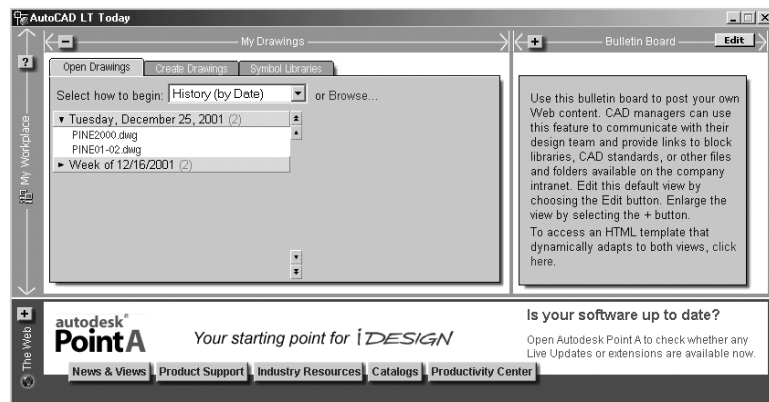 AutoCAD LT Today
My Drawings
Bulletin Board
Edit
?
My Workplace
Open Drawings
Create Drawings
Symbol Libraries
Select how to begin: History (by Date) or Browse...
Tuesday, December 25, 2001 (2)
PINE2000.dwg
PINE01-02.dwg
Week of 12/16/2001 (2)
Use this bulletin board to post your own
Web content. CAD managers can use
this feature to communicate with their
design team and provide links to block
libraries, CAD standards, or other files
and folders available on the company
intranet. Edit this default view by
choosing the Edit button. Enlarge the
view by selecting the + button.
To access an HTML template that
dynamically adapts to both views, click
here.
The Web
autodesk®
Point A
Your starting point for iDESIGN
News & Views
Product Support
Industry Resources
Catalogs
Productivity Center
Is your software up to date?
Open Autodesk Point A to check whether any
Live Updates or extensions are available now.